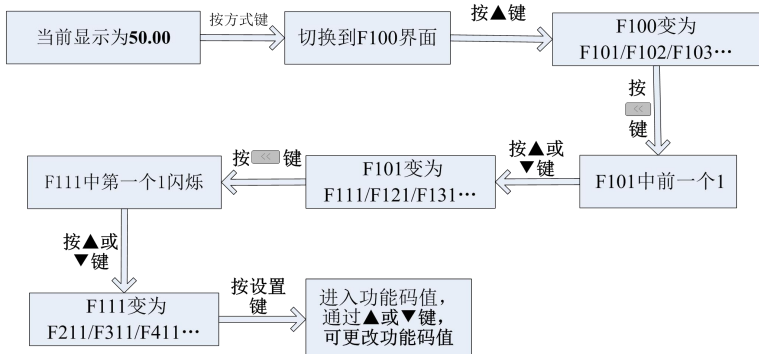 当前显示为50.00
按方式键
切换到F100界面
按▲键
F100变为
F101/F102/F103…
按
<<
键
F101中前一个1
按▲或
▼键
F101变为
F111/F121/F131…
按 << 键
F111中第一个1闪烁
按▲或
▼键
F111变为
F211/F311/F411…
按设置
键
进入功能码值，
通过▲或▼键，
可更改功能码值